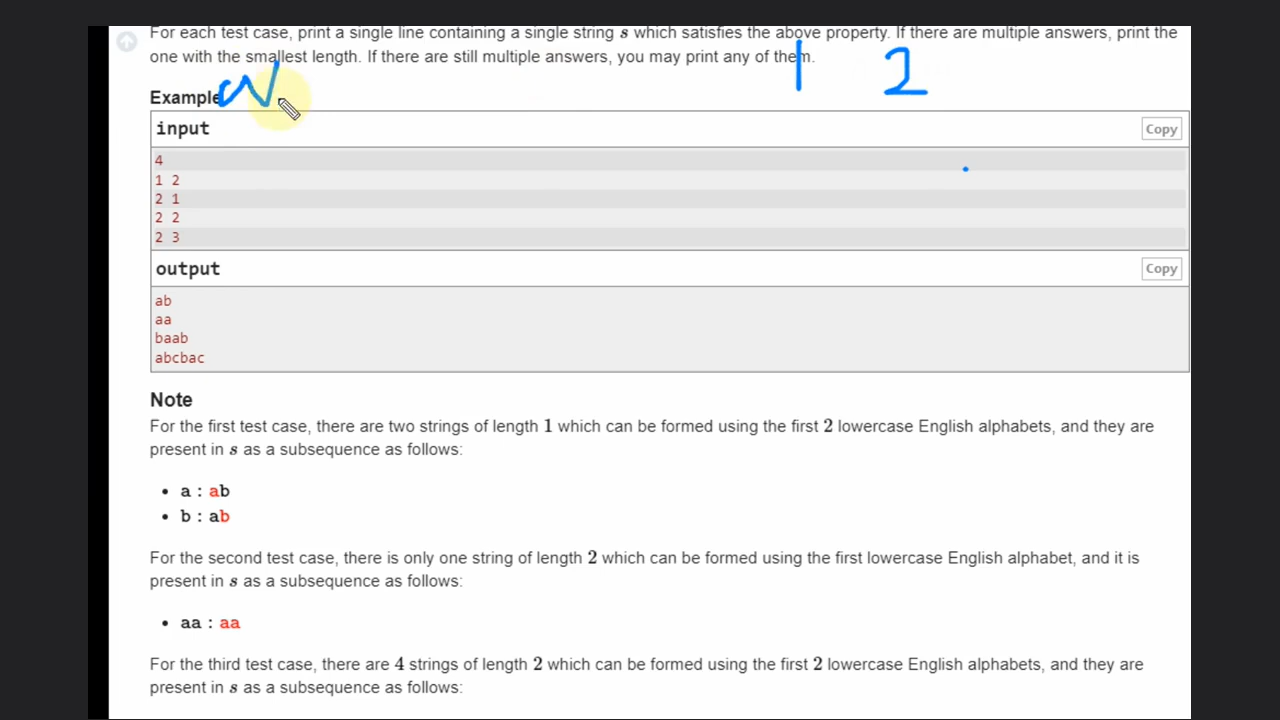 For each test case, print a single line containing a single string s which satisfies the above property. If there are multiple answers, print the
one with the smallest length. If there are still multiple answers, you may print any of them.
1 2
Example
input
Copy
4
1 2
2 1
2 2
2 3
output
Copy
ab
aa
baab
abcbac
Note
For the first test case, there are two strings of length 1 which can be formed using the first 2 lowercase English alphabets, and they are
present in s as a subsequence as follows:
• a : ab
• b : ab
For the second test case, there is only one string of length 2 which can be formed using the first lowercase English alphabet, and it is
present in s as a subsequence as follows:
• aa : aa
For the third test case, there are 4 strings of length 2 which can be formed using the first 2 lowercase English alphabets, and they are
present in s as a subsequence as follows: